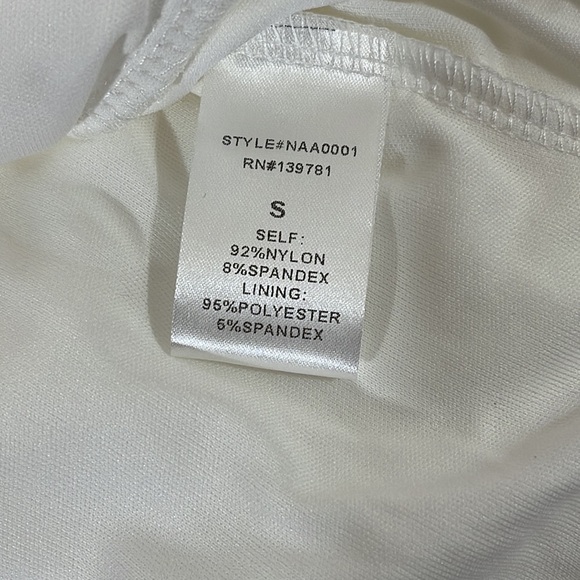 STYLE#NAA0001
RN#139781
S
SELF:
92%NYLON
8%SPANDEX
LINING:
95%POLYESTER
5%SPANDEX